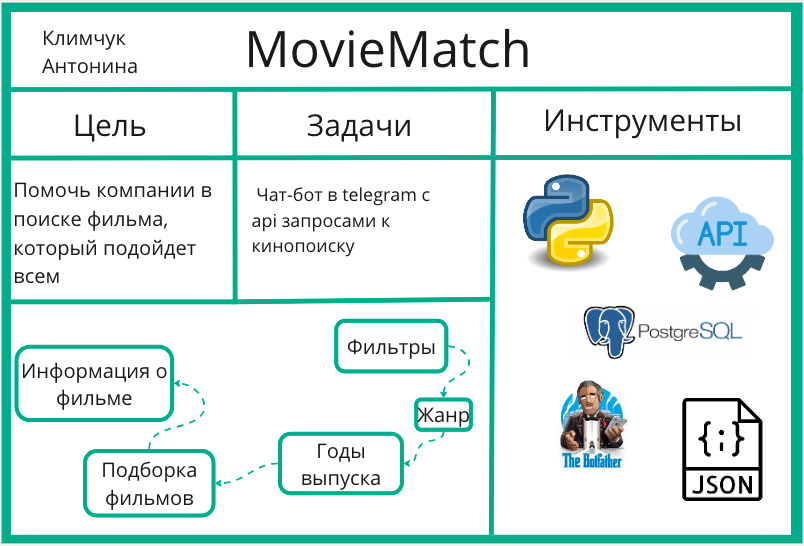 Климчук
Антонина
MovieMatch
Цель
Задачи
Инструменты
Помочь компании в
поиске фильма,
который подойдет
всем
Чат-бот в telegram с
api запросами к
кинопоиску
API
PostgreSQL
The Botfather
{;}
JSON
Фильтры
Жанр
Годы
выпуска
Подборка
фильмов
Информация о
фильме